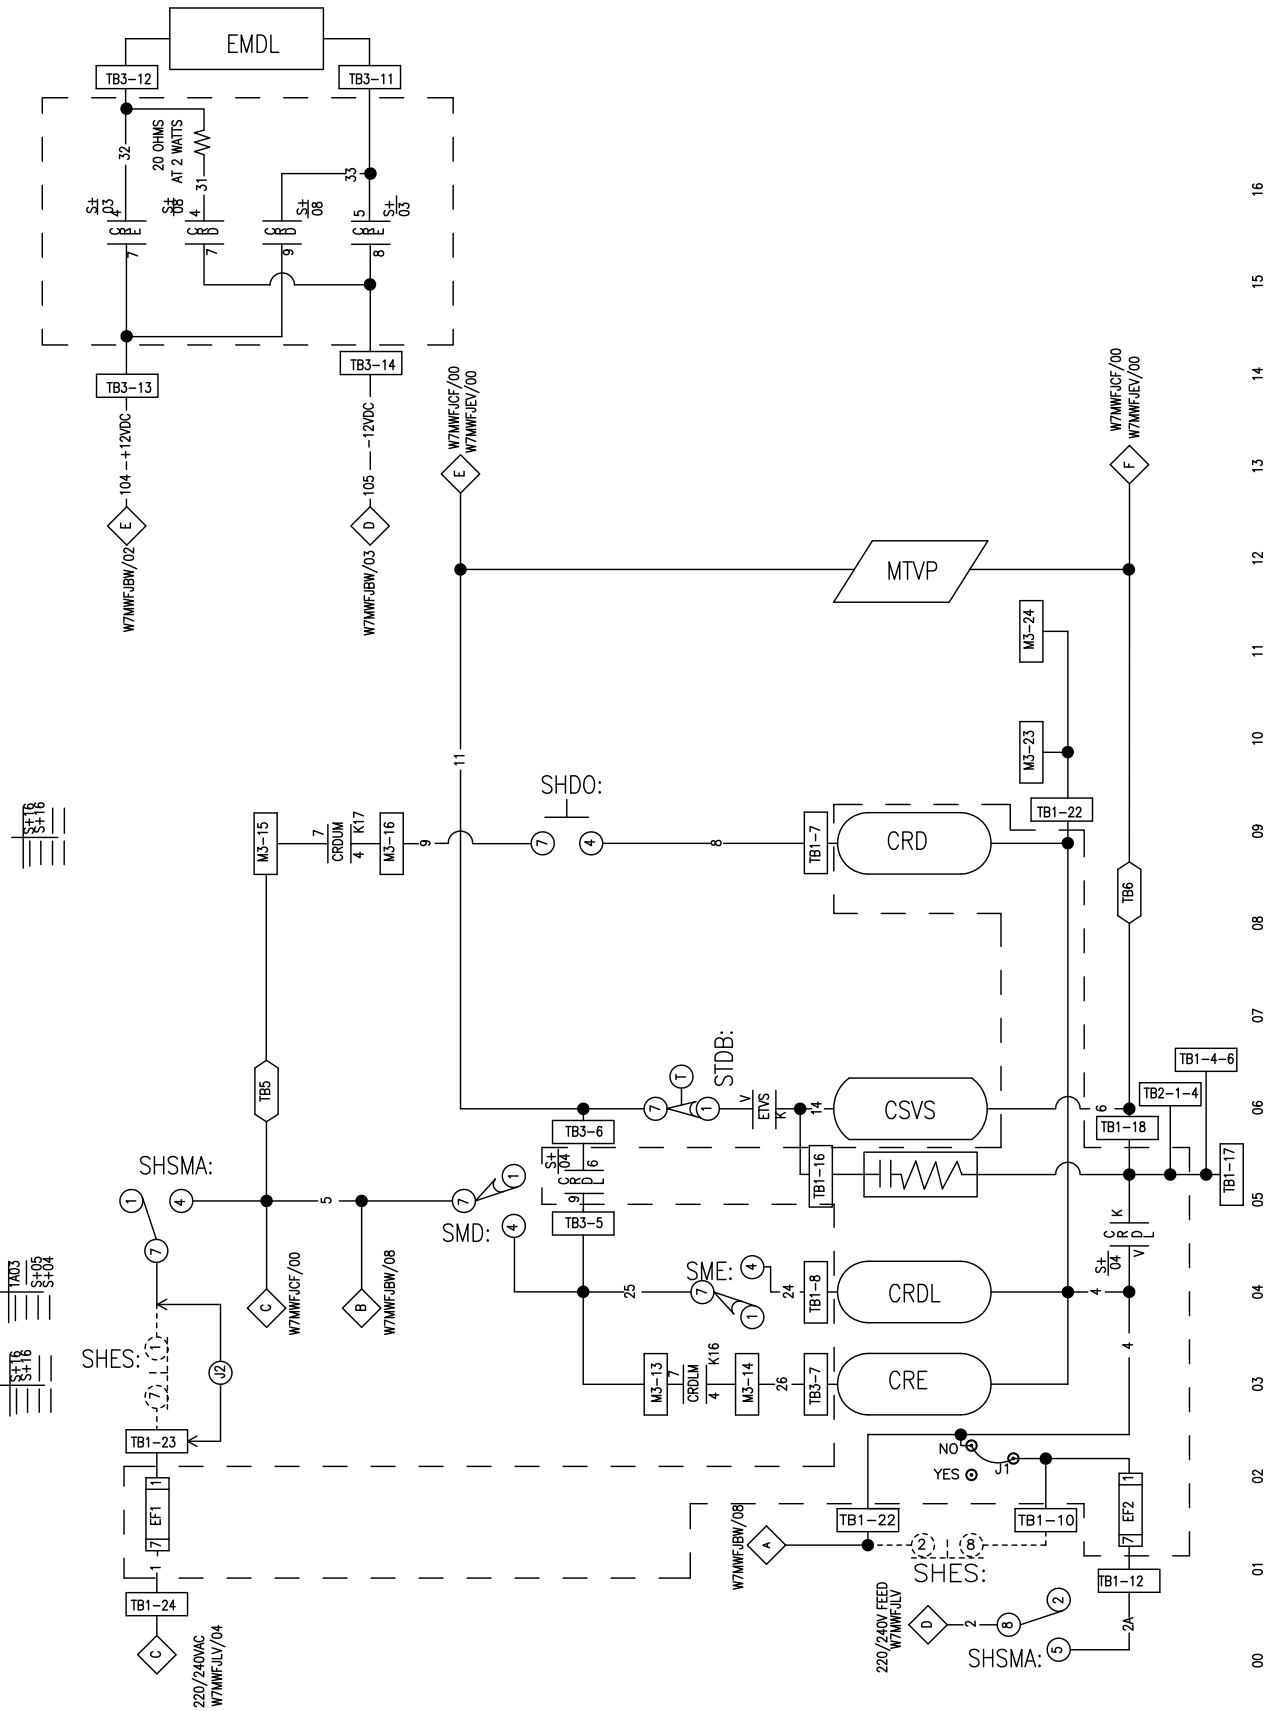 EMDL
TB3-12
TB3-11
20 OHMS
AT 2 WATTS
32
31
33
S+
03
4
CRE
7
S+
08
4
CRD
7
S+
08
CRD
9
5
CRE
8
S+
03
TB3-13
TB3-14
104
+12VDC
105
-12VDC
E
W7MWFJBW/02
D
W7MWFJBW/03
W7MWFJCF/00
W7MWFJEV/00
E
W7MWFJCF/00
W7MWFJEV/00
F
MTVP
M3-24
M3-23
TB1-22
11
SHDO:
S+16
S+16
M3-15
7
CRDUM
4
K17
M3-16
9
7
4
8
TB1-7
CRD
TB6
TB5
STDB:
T
7
1
V
ETVS
K
14
CSVS
6
TB1-18
TB2-1-4
TB1-4-6
TB1-17
TB3-6
S+
04
6
CRDL
9
TB3-5
TB1-16
SHSMA:
1
4
7
5
7
1
SMD:
4
C
W7MWFJCF/00
B
W7MWFJBW/08
1A03
S+05
S+04
S+16
S+16
SHES:
1
7
J2
TB1-23
25
SME:
4
7
1
24
TB1-8
CRDL
4
K
CRDL
V
S+
04
M3-13
7
CRDLM
4
K16
M3-14
26
TB3-7
CRE
4
NO
YES
J1
1
EF1
7
1
TB1-24
C
220/240VAC
W7MWFJLV/04
W7MWFJBW/08
A
TB1-22
TB1-10
2
8
SHES:
1
EF2
7
TB1-12
2A
220/240V FEED
W7MWFJLV
D
2
8
2
SHSMA:
5
16
15
14
13
12
11
10
09
08
07
06
05
04
03
02
01
00